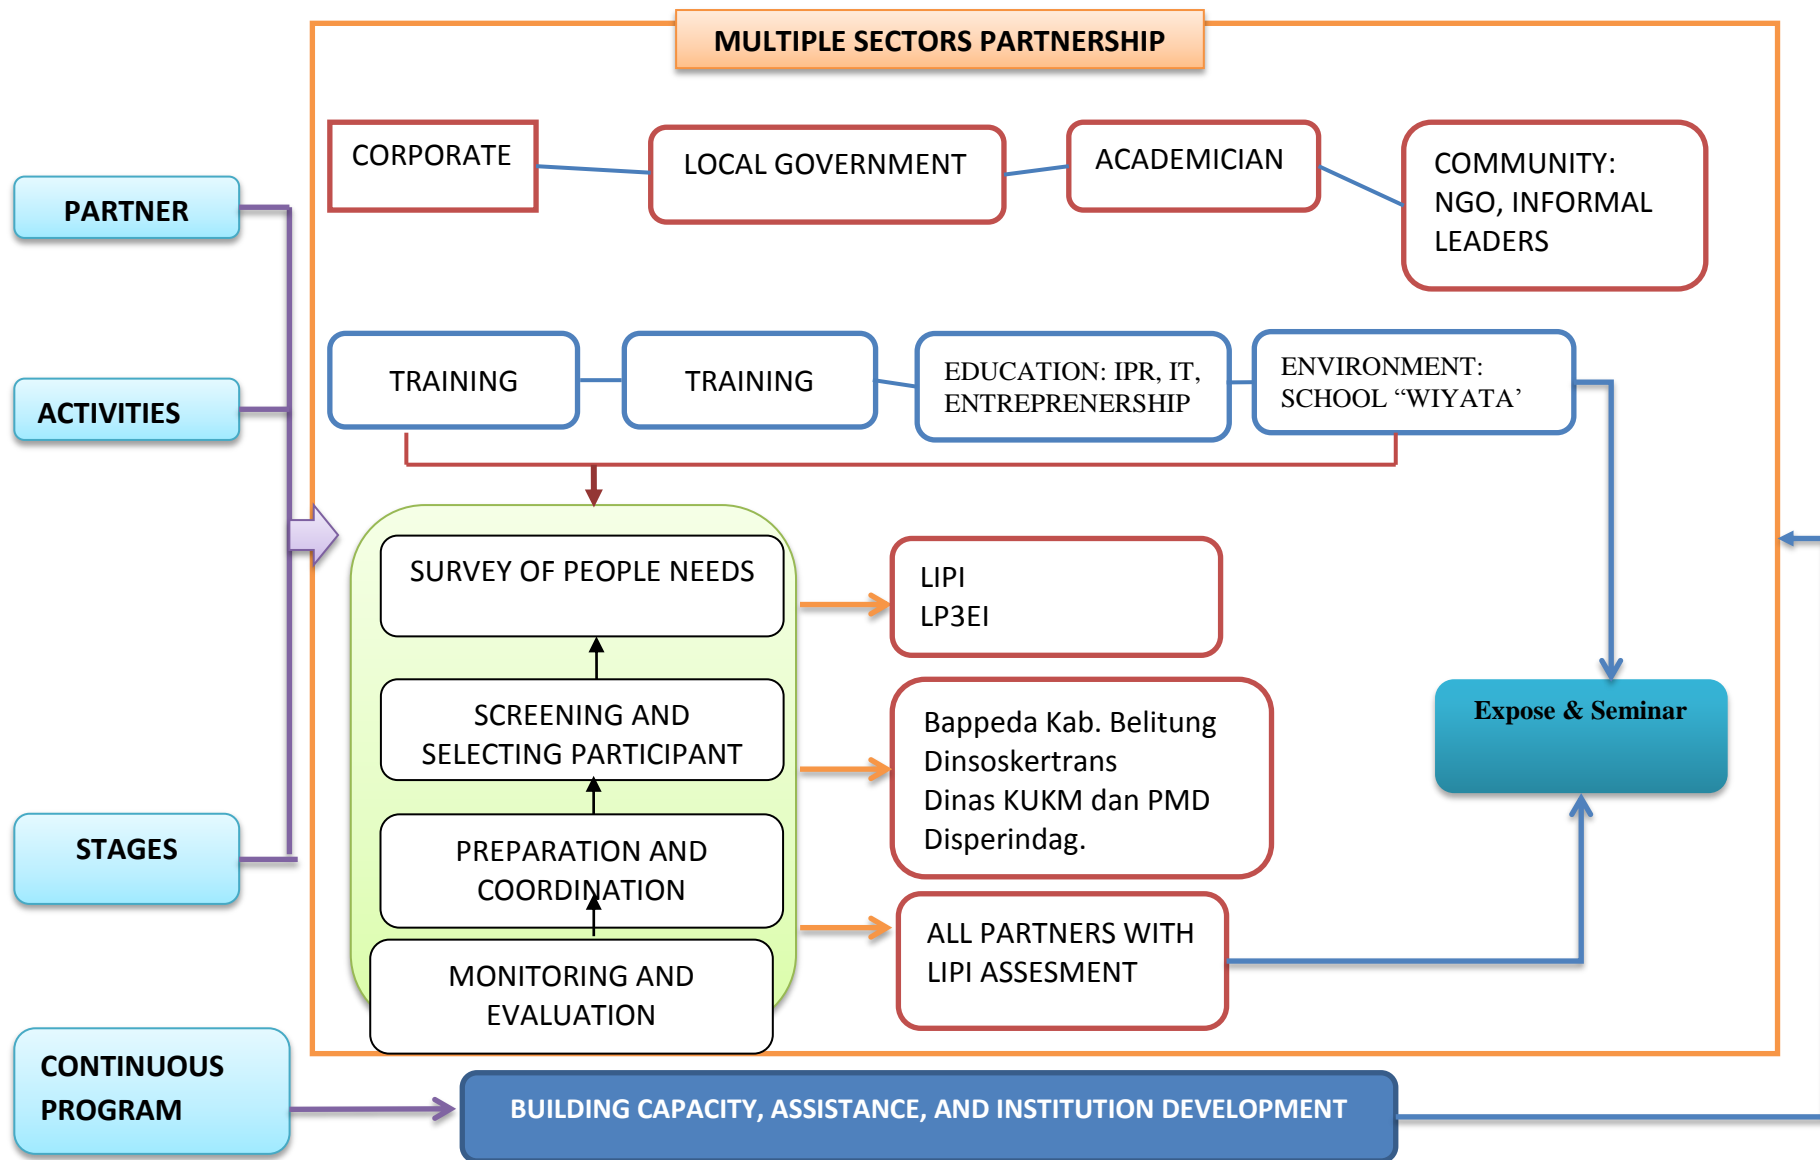 MULTIPLE SECTORS PARTNERSHIP
PARTNER
CORPORATE
LOCAL GOVERNMENT
ACADEMICIAN
COMMUNITY:
NGO, INFORMAL
LEADERS
ACTIVITIES
TRAINING
TRAINING
EDUCATION: IPR, IT,
ENTREPRENERSHIP
ENVIRONMENT:
SCHOOL “WIYATA’
STAGES
SURVEY OF PEOPLE NEEDS
LIPI
LP3EI
SCREENING AND
SELECTING PARTICIPANT
Bappeda Kab. Belitung
Dinsoskertrans
Dinas KUKM dan PMD
Disperindag.
Expose & Seminar
PREPARATION AND
COORDINATION
MONITORING AND
EVALUATION
ALL PARTNERS WITH
LIPI ASSESMENT
CONTINUOUS
PROGRAM
BUILDING CAPACITY, ASSISTANCE, AND INSTITUTION DEVELOPMENT